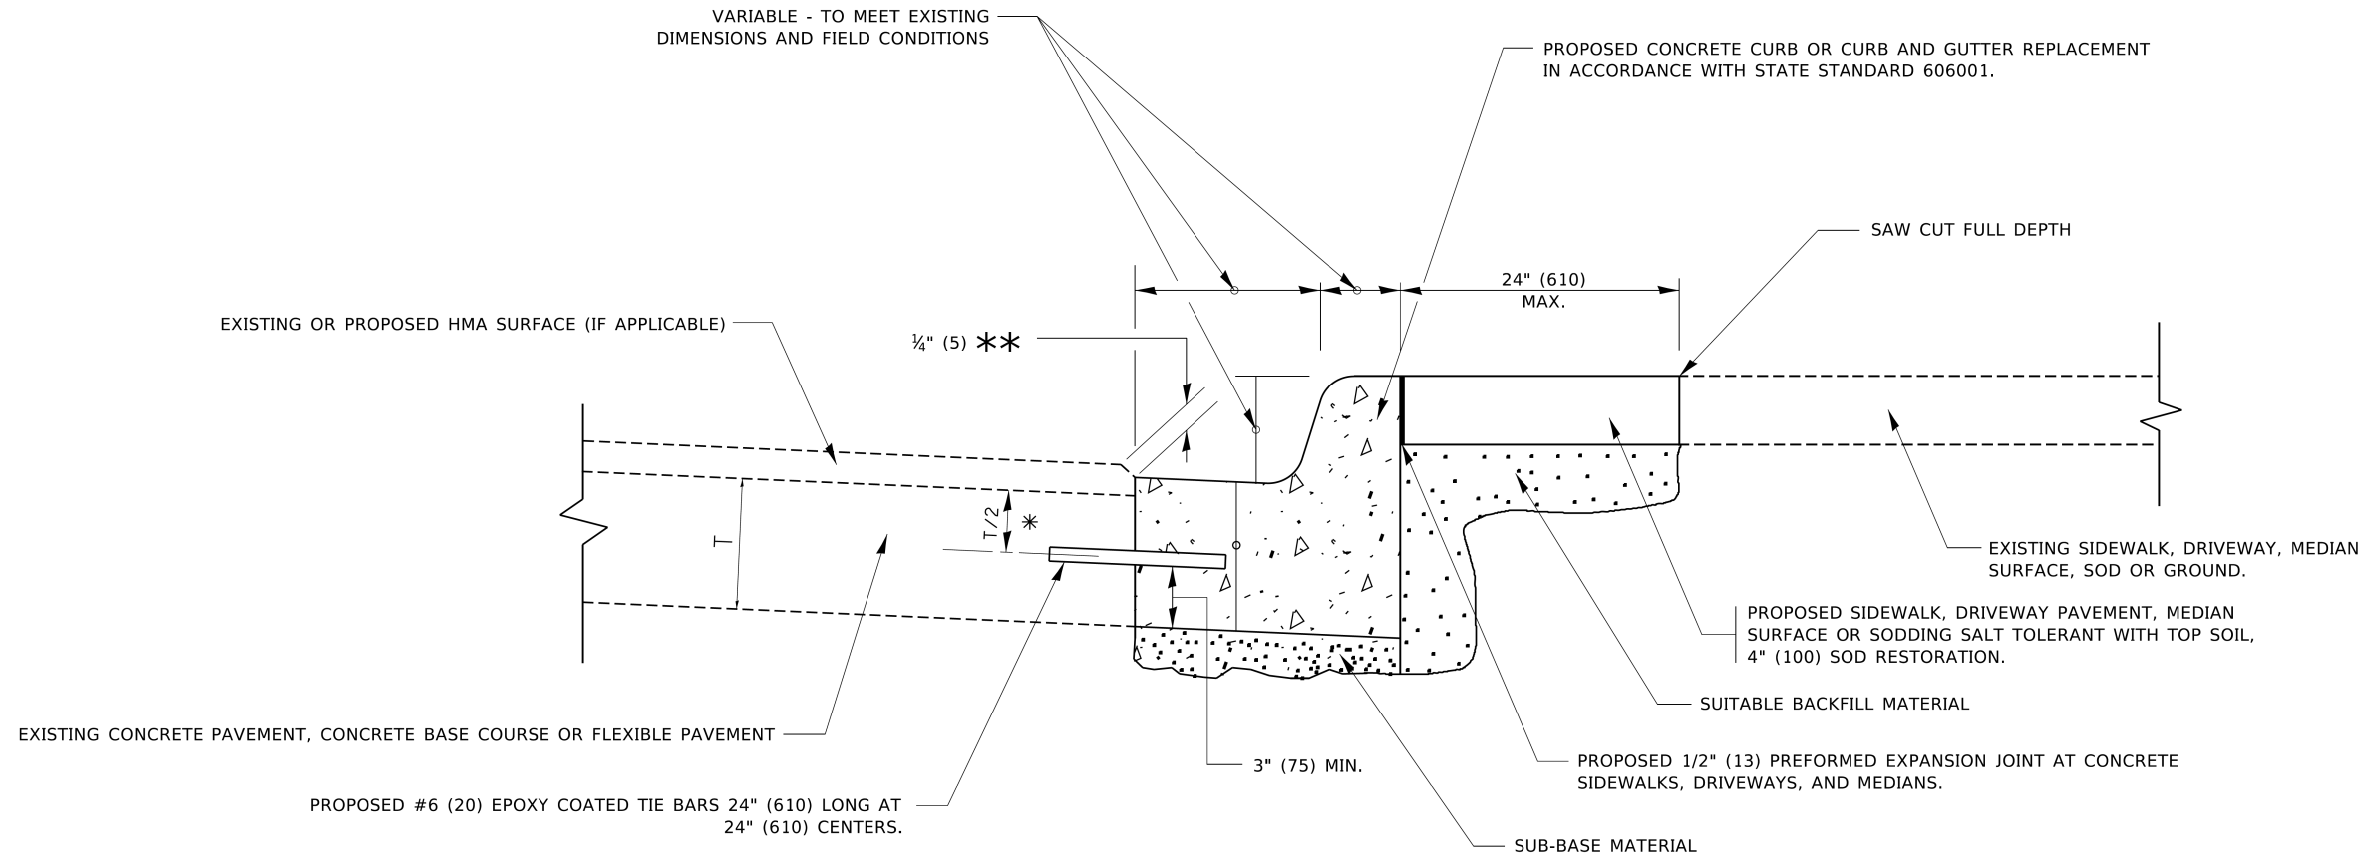 VARIABLE - TO MEET EXISTING
DIMENSIONS AND FIELD CONDITIONS
PROPOSED CONCRETE CURB OR CURB AND GUTTER REPLACEMENT
IN ACCORDANCE WITH STATE STANDARD 606001.
SAW CUT FULL DEPTH
24" (610)
MAX.
EXISTING OR PROPOSED HMA SURFACE (IF APPLICABLE)
¼" (5) **
T
T/2
*
EXISTING SIDEWALK, DRIVEWAY, MEDIAN
SURFACE, SOD OR GROUND.
PROPOSED SIDEWALK, DRIVEWAY PAVEMENT, MEDIAN
SURFACE OR SODDING SALT TOLERANT WITH TOP SOIL,
4" (100) SOD RESTORATION.
SUITABLE BACKFILL MATERIAL
EXISTING CONCRETE PAVEMENT, CONCRETE BASE COURSE OR FLEXIBLE PAVEMENT
3" (75) MIN.
PROPOSED 1/2" (13) PREFORMED EXPANSION JOINT AT CONCRETE
SIDEWALKS, DRIVEWAYS, AND MEDIANS.
PROPOSED #6 (20) EPOXY COATED TIE BARS 24" (610) LONG AT
24" (610) CENTERS.
SUB-BASE MATERIAL